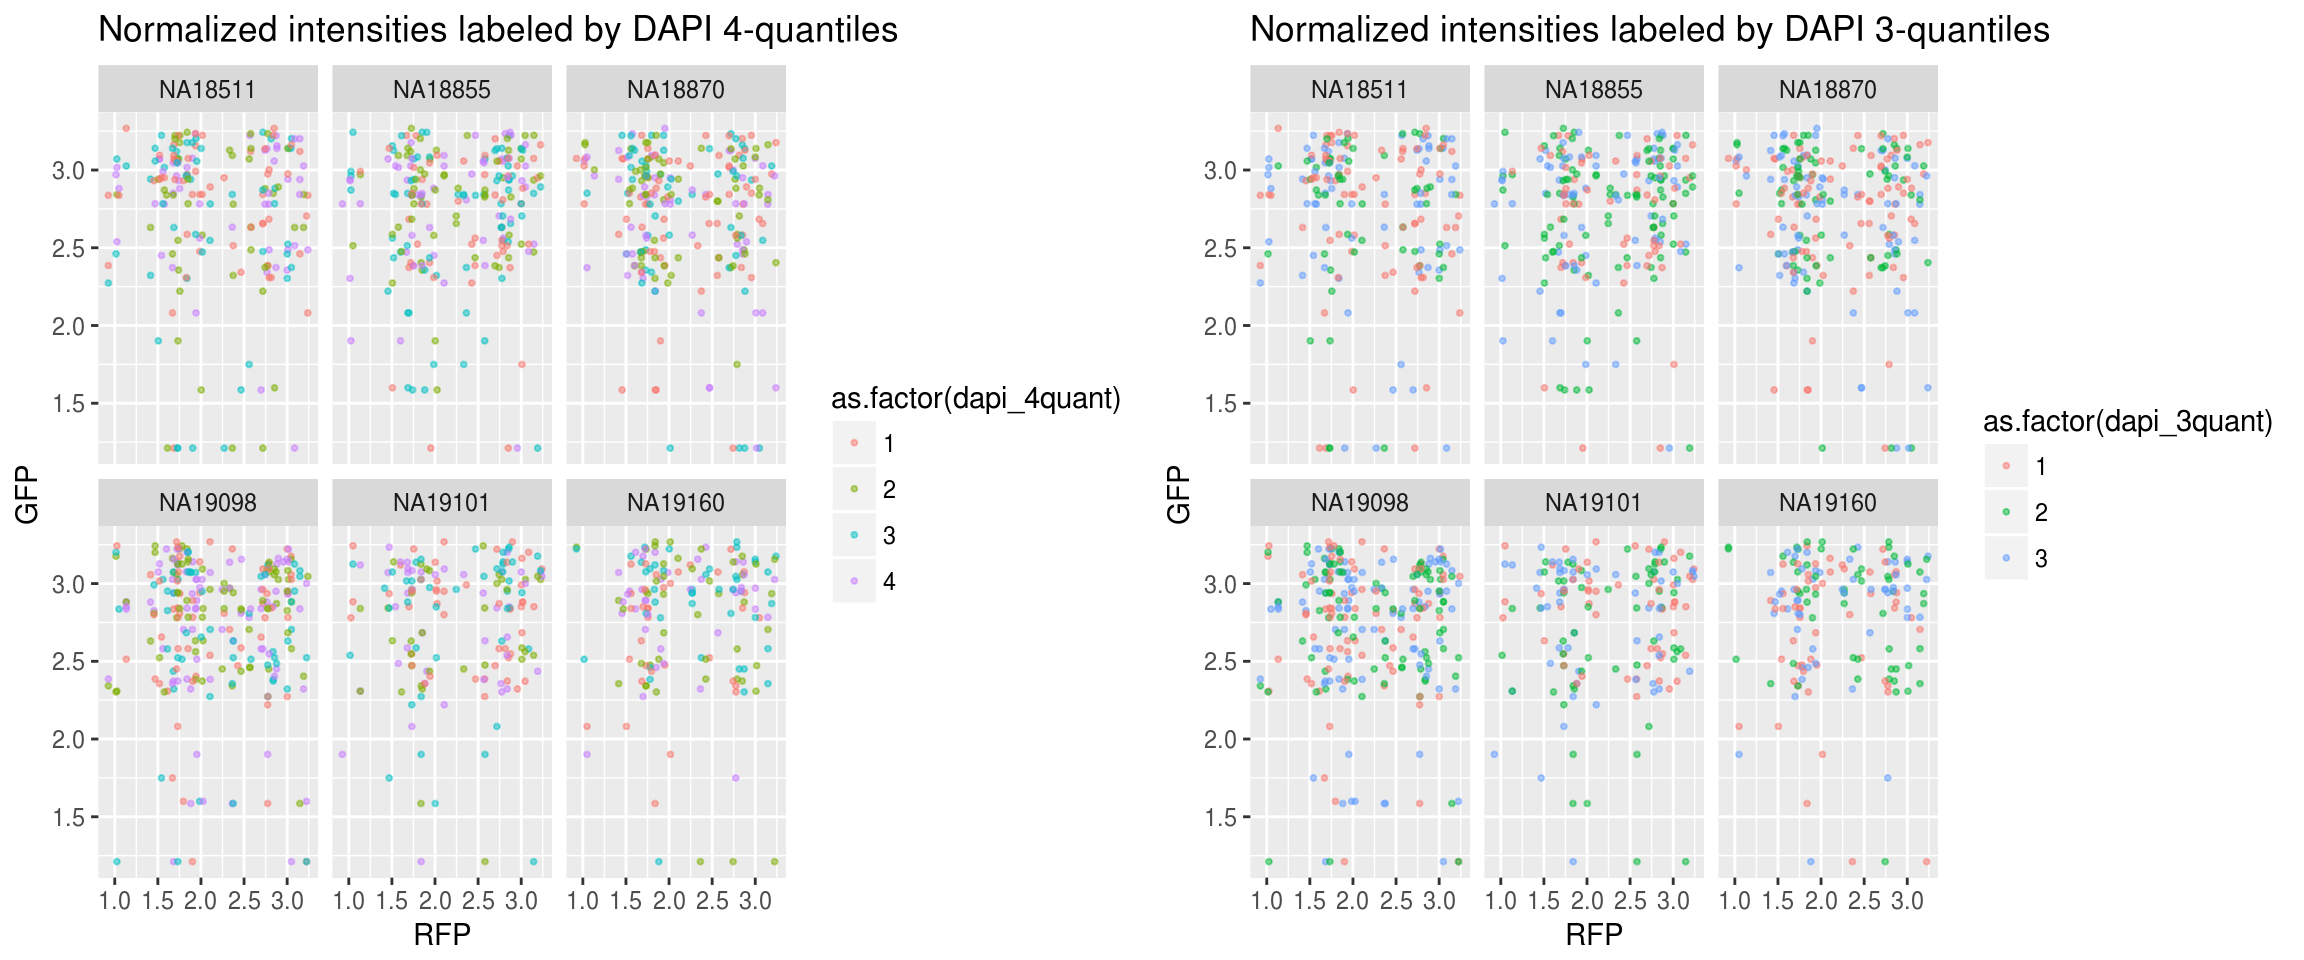 Normalized intensities labeled by DAPI 4-quantiles
NA18511 NA18855 NA18870
3.0
2.5
2.0
1.5
NA19098 NA19101 NA19160
3.0
2.5
2.0
1.5
1.0 1.5 2.0 2.5 3.0 1.0 1.5 2.0 2.5 3.0 1.0 1.5 2.0 2.5 3.0
GFP
RFP
as.factor(dapi_4quant)
1
2
3
4
Normalized intensities labeled by DAPI 3-quantiles
NA18511 NA18855 NA18870
3.0
2.5
2.0
1.5
NA19098 NA19101 NA19160
3.0
2.5
2.0
1.5
1.0 1.5 2.0 2.5 3.0 1.0 1.5 2.0 2.5 3.0 1.0 1.5 2.0 2.5 3.0
GFP
RFP
as.factor(dapi_3quant)
1
2
3